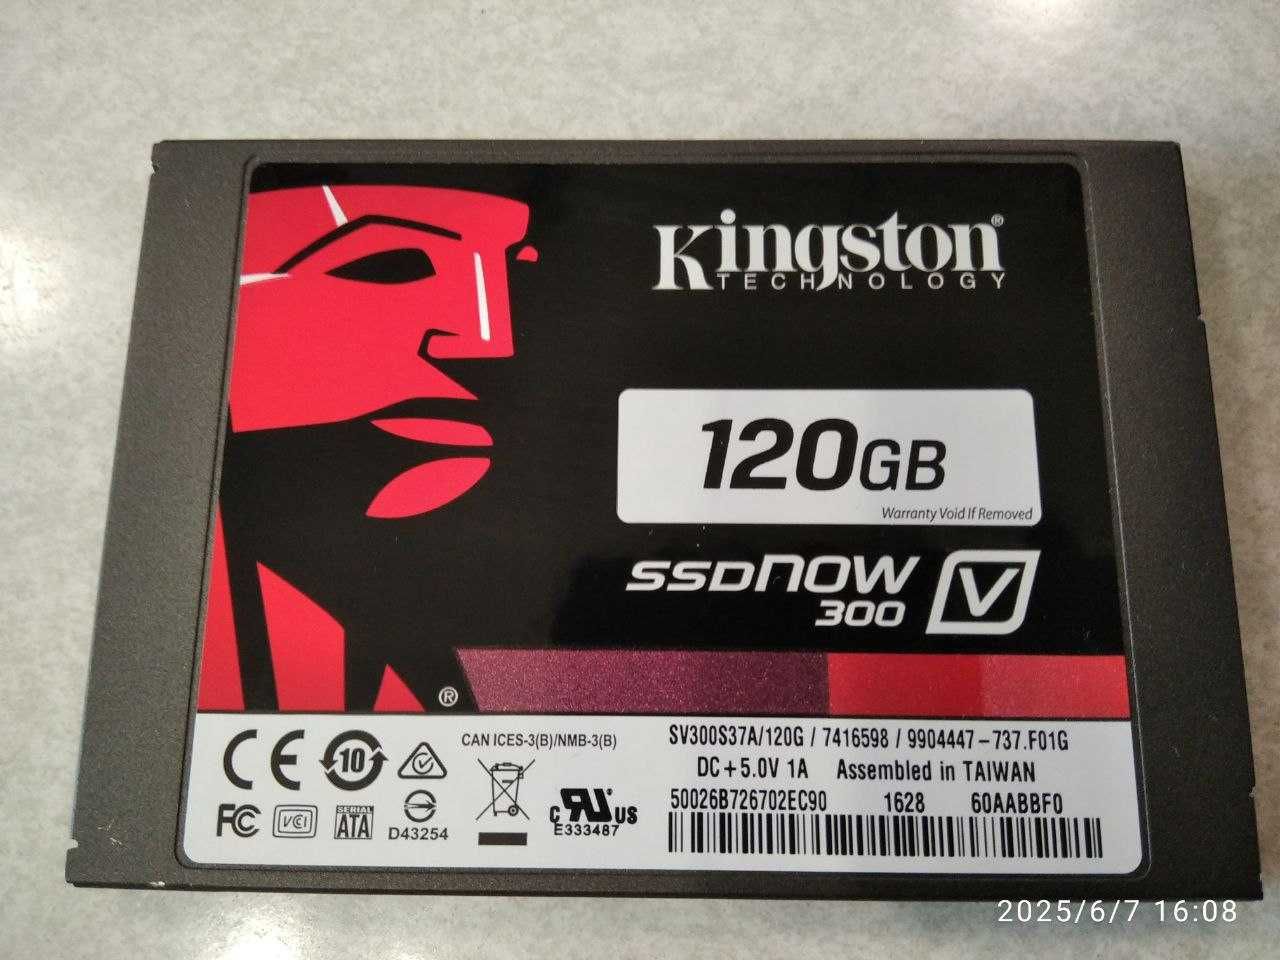 Kingston®
TECHNOLOGY
120GB
Warranty Void If Removed
SSDNOW
300 V
®
CE 10 CAN ICES-3(B)/NMB-3(B)
FC VCCI SERIAL ATA D43254 c RU US E333487
SV300S37A/120G / 7416598 / 9904447-737.F01G
DC+5.0V 1A Assembled in TAIWAN
50026B726702EC90 1628 60AABBF0
2025/6/7 16:08